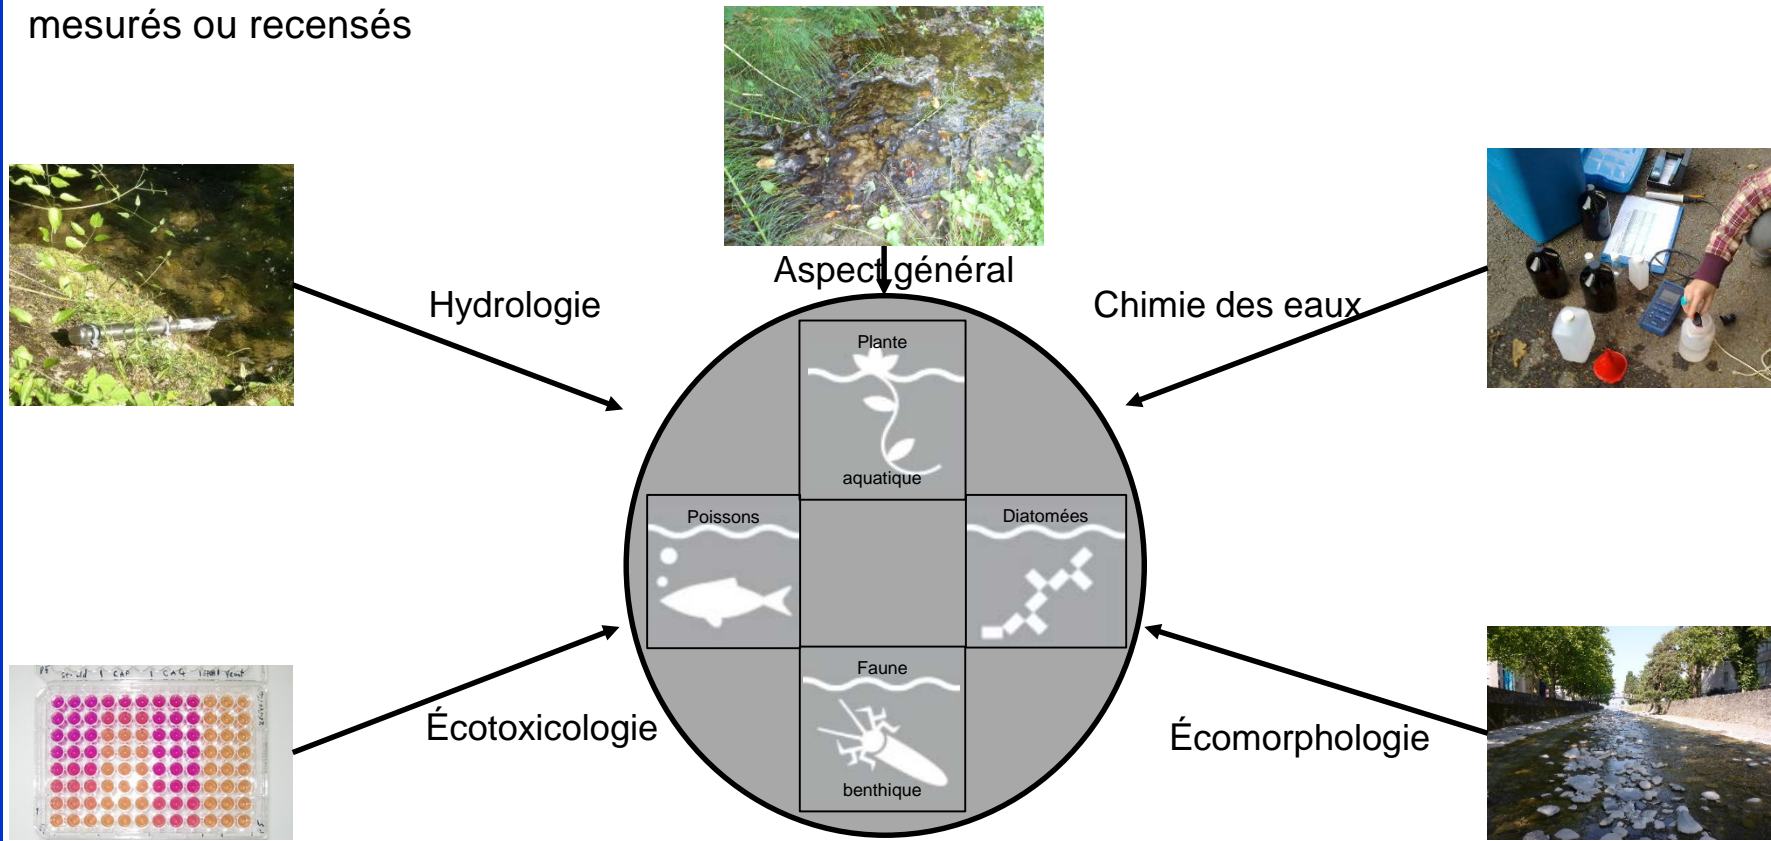 mesurés ou recensés
Aspect général
Hydrologie
Chimie des eaux
Plante
aquatique
Poissons
Diatomées
Faune
benthique
Écotoxicologie
Écomorphologie